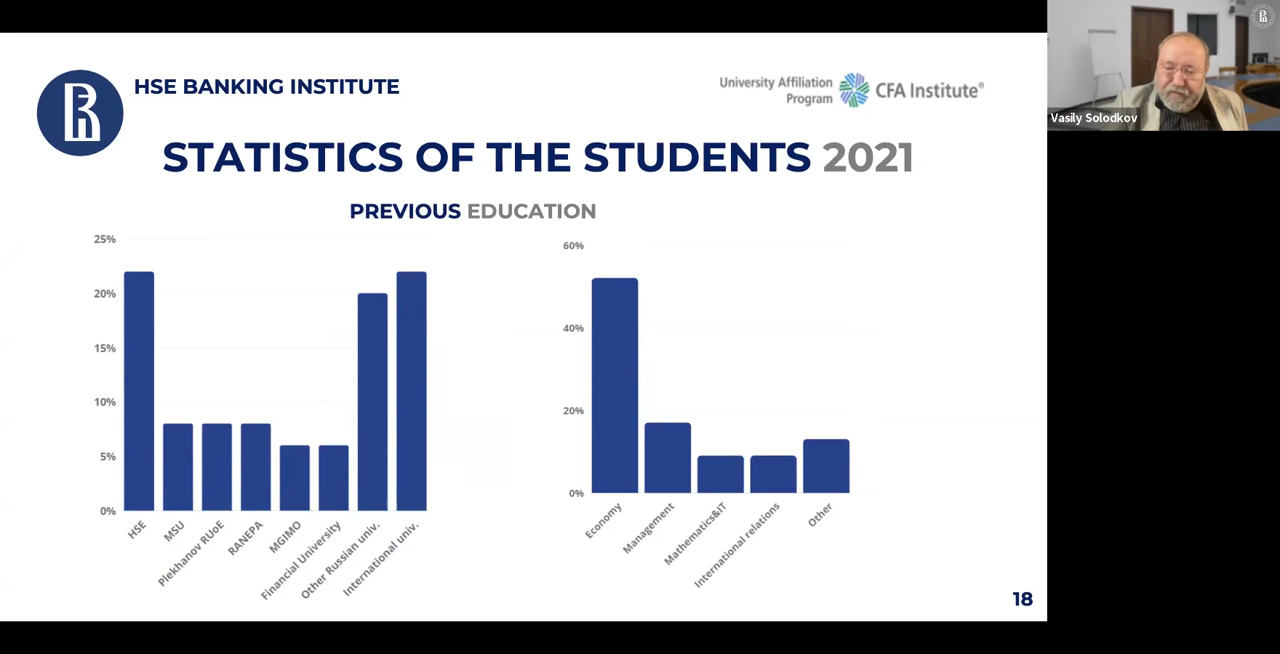 HSE BANKING INSTITUTE
University Affiliation
Program
CFA Institute®
Vasily Solodkov
STATISTICS OF THE STUDENTS 2021
PREVIOUS EDUCATION
25%
20%
15%
10%
5%
0%
HSE
MSU
Plekhanov RUoE
RANEPA
MGIMO
Financial University
Other Russian univ.
International univ.
60%
40%
20%
0%
Economy
Management
Mathematics&IT
International relations
Other
18